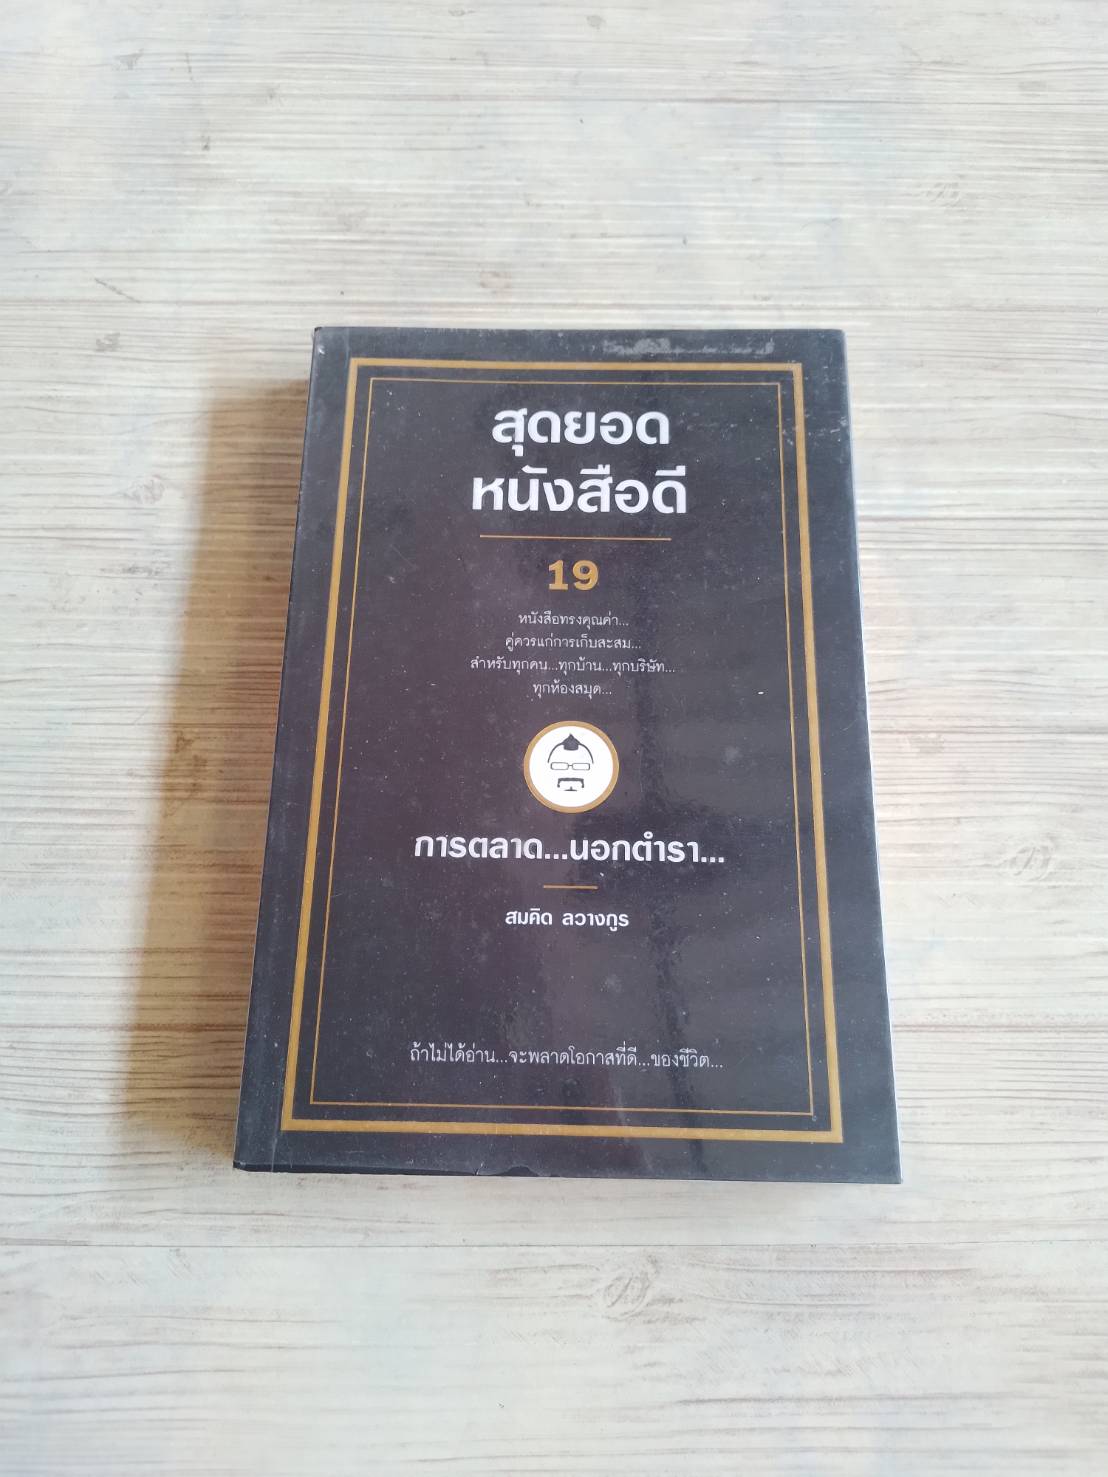 สุดยอด
หนังสือดี
19
หนังสือทรงคุณค่า...
คู่ควรแก่การเก็บสะสม...
สำหรับทุกคน...ทุกบ้าน...ทุกบริษัท...
ทุกห้องสมุด...
การตลาด...นอกตำรา...
สมคิด ลวางกูร
ถ้าไม่ได้อ่าน...จะพลาดโอกาสที่ดี...ของชีวิต...